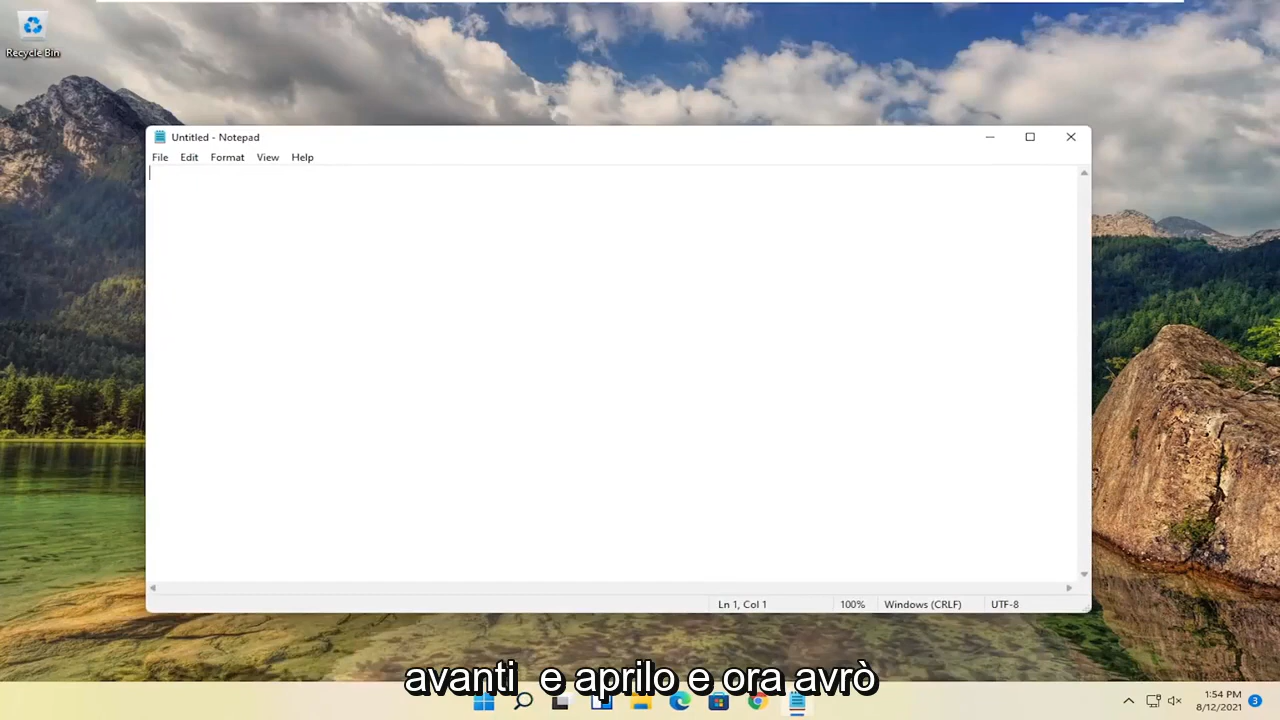 Recycle Bin
Untitled - Notepad
File Edit Format View Help
Ln 1, Col 1 100% Windows (CRLF) UTF-8
avanti e aprilo e ora avrò
1:54 PM
8/12/2021
3